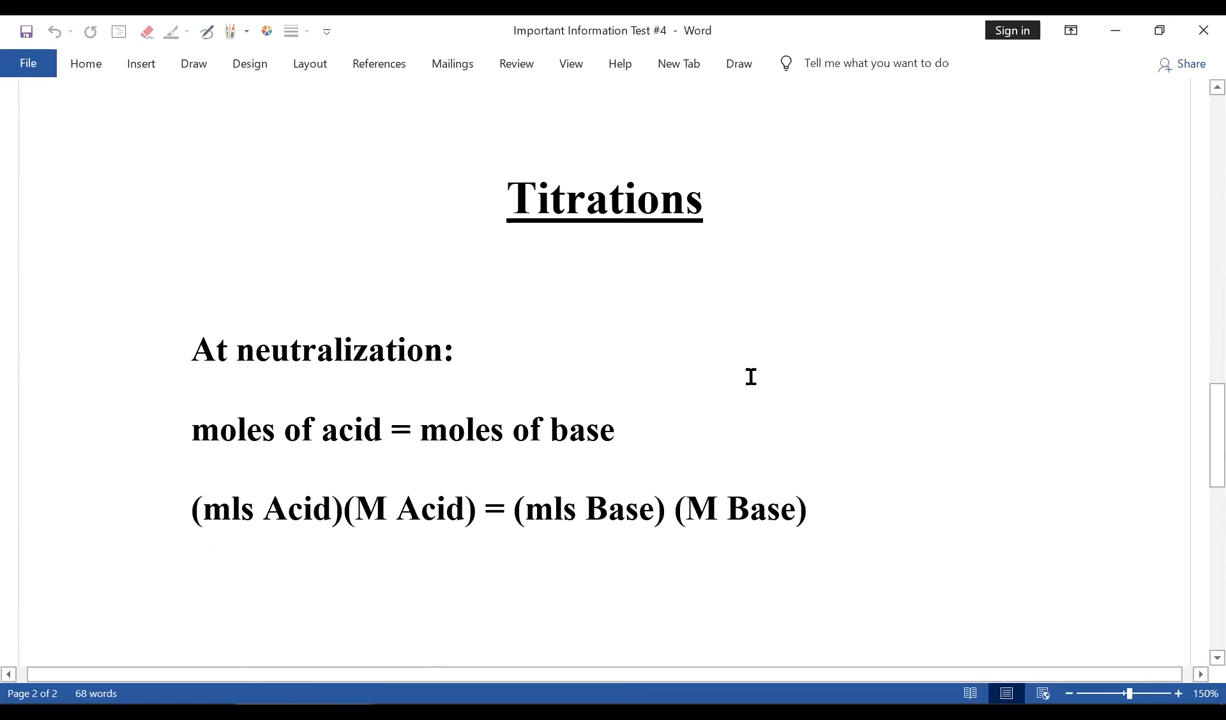 Important Information Test #4 - Word
Sign in
File Home Insert Draw Design Layout References Mailings Review View Help New Tab Draw Tell me what you want to do Share
Titrations
At neutralization:
moles of acid = moles of base
(mls Acid)(M Acid) = (mls Base) (M Base)
Page 2 of 2 68 words 150%